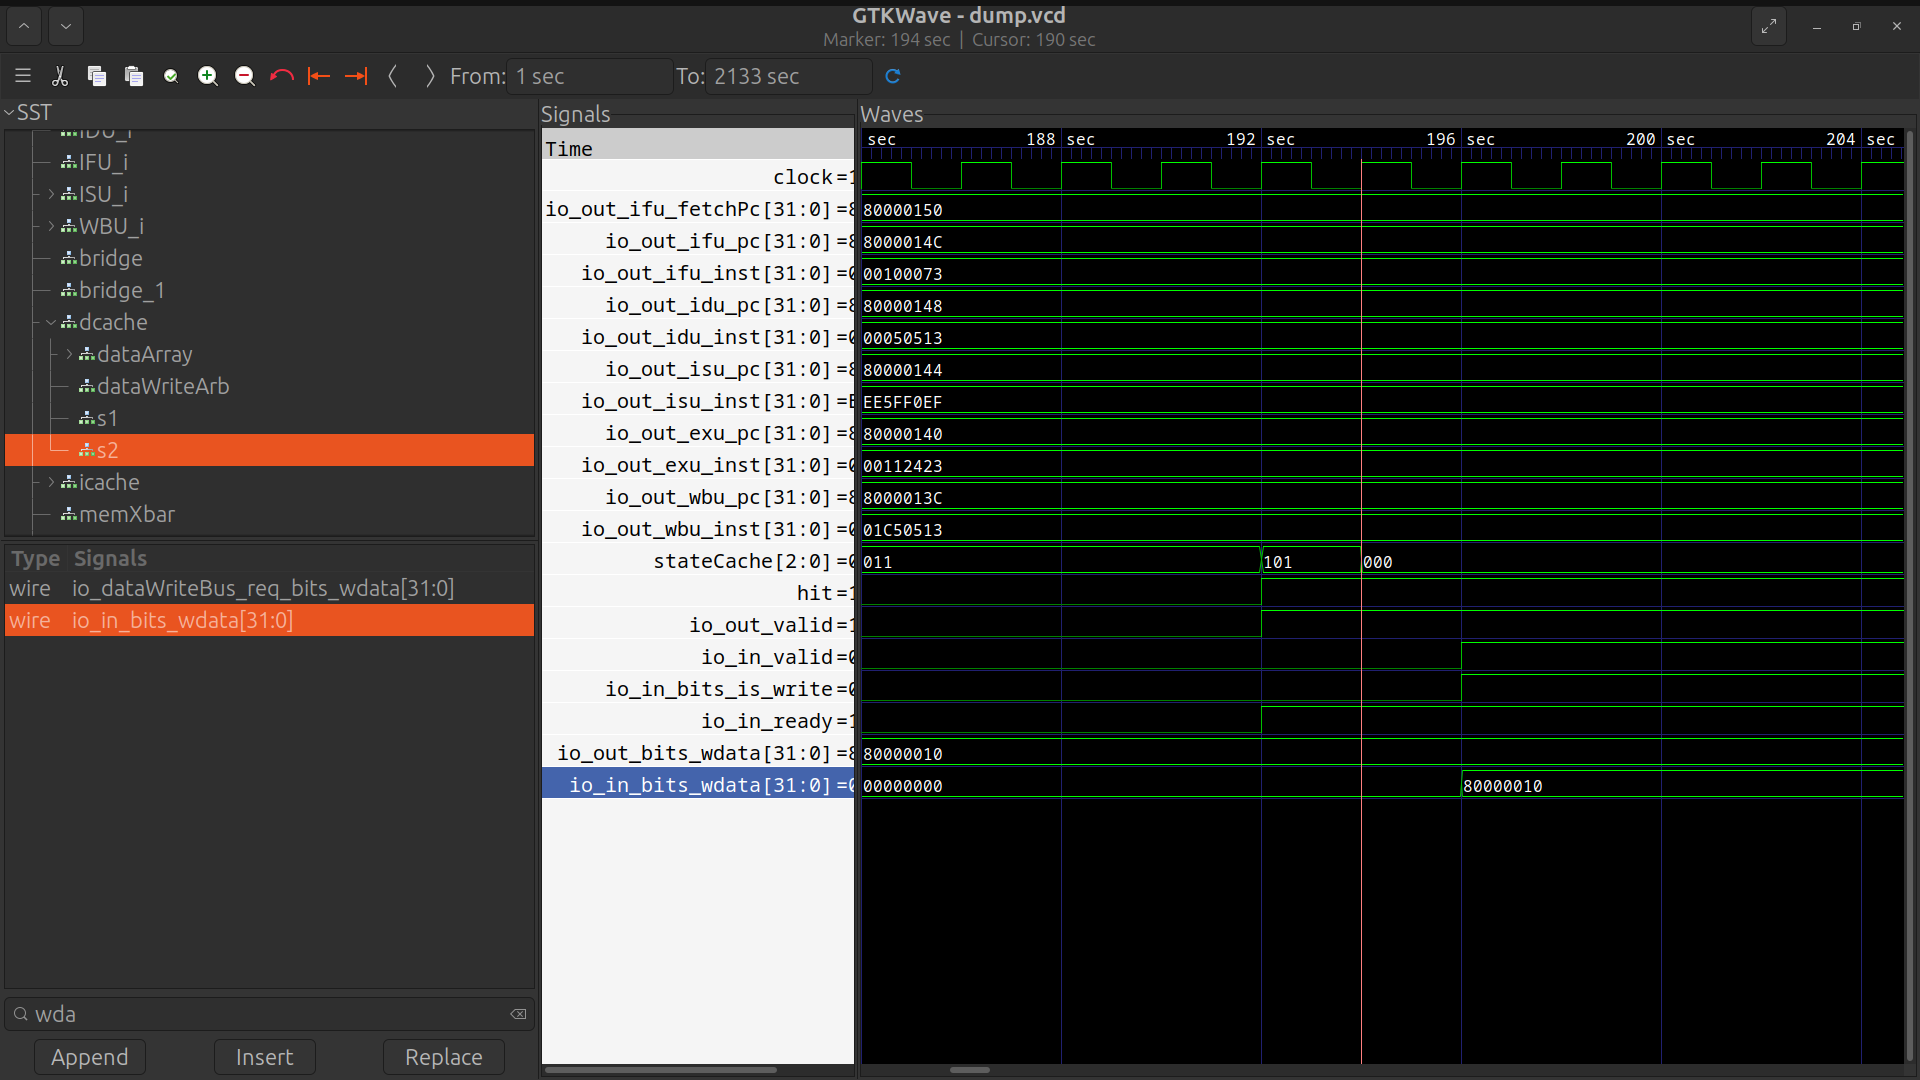 GTKWave - dump.vcd
Marker: 194 sec | Cursor: 190 sec
From: 1 sec To: 2133 sec
SST
IDU_i
IFU_i
ISU_i
WBU_i
bridge
bridge_1
dcache
dataArray
dataWriteArb
s1
s2
icache
memXbar
Type Signals
wire io_dataWriteBus_req_bits_wdata[31:0]
wire io_in_bits_wdata[31:0]
wda
Append Insert Replace
Signals
Time
clock=1
io_out_ifu_fetchPc[31:0]=8
io_out_ifu_pc[31:0]=8
io_out_ifu_inst[31:0]=0
io_out_idu_pc[31:0]=8
io_out_idu_inst[31:0]=0
io_out_isu_pc[31:0]=8
io_out_isu_inst[31:0]=E
io_out_exu_pc[31:0]=8
io_out_exu_inst[31:0]=0
io_out_wbu_pc[31:0]=8
io_out_wbu_inst[31:0]=0
stateCache[2:0]=0
hit=1
io_out_valid=1
io_in_valid=0
io_in_bits_is_write=0
io_in_ready=1
io_out_bits_wdata[31:0]=8
io_in_bits_wdata[31:0]=0
Waves
sec 188 sec 192 sec 196 sec 200 sec 204 sec
80000150
8000014C
00100073
80000148
00050513
80000144
EE5FF0EF
80000140
00112423
8000013C
01C50513
011 101 000
80000010
00000000 80000010